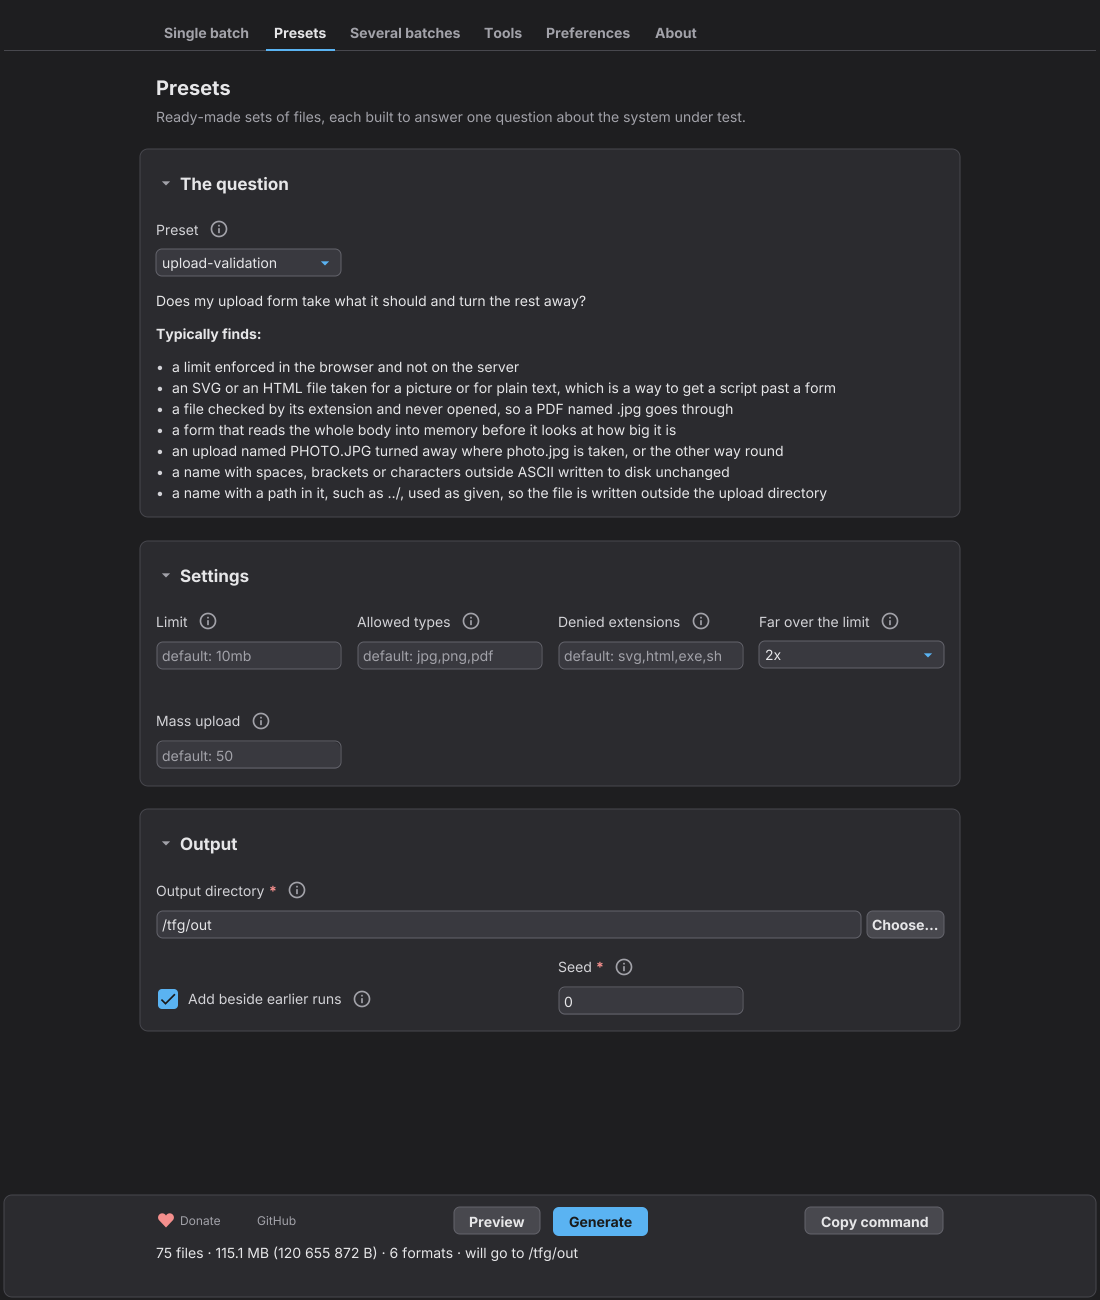 Single batch Presets Several batches Tools Preferences About
Presets
Ready-made sets of files, each built to answer one question about the system under test.
The question
Preset
upload-validation
Does my upload form take what it should and turn the rest away?
Typically finds:
• a limit enforced in the browser and not on the server
• an SVG or an HTML file taken for a picture or for plain text, which is a way to get a script past a form
• a file checked by its extension and never opened, so a PDF named .jpg goes through
• a form that reads the whole body into memory before it looks at how big it is
• an upload named PHOTO.JPG turned away where photo.jpg is taken, or the other way round
• a name with spaces, brackets or characters outside ASCII written to disk unchanged
• a name with a path in it, such as ../, used as given, so the file is written outside the upload directory
Settings
Limit Allowed types Denied extensions Far over the limit
default: 10mb default: jpg,png,pdf default: svg,html,exe,sh 2x
Mass upload
default: 50
Output
Output directory *
/tfg/out Choose...
Seed *
Add beside earlier runs 0
Donate GitHub Preview Generate Copy command
75 files · 115.1 MB (120 655 872 B) · 6 formats · will go to /tfg/out